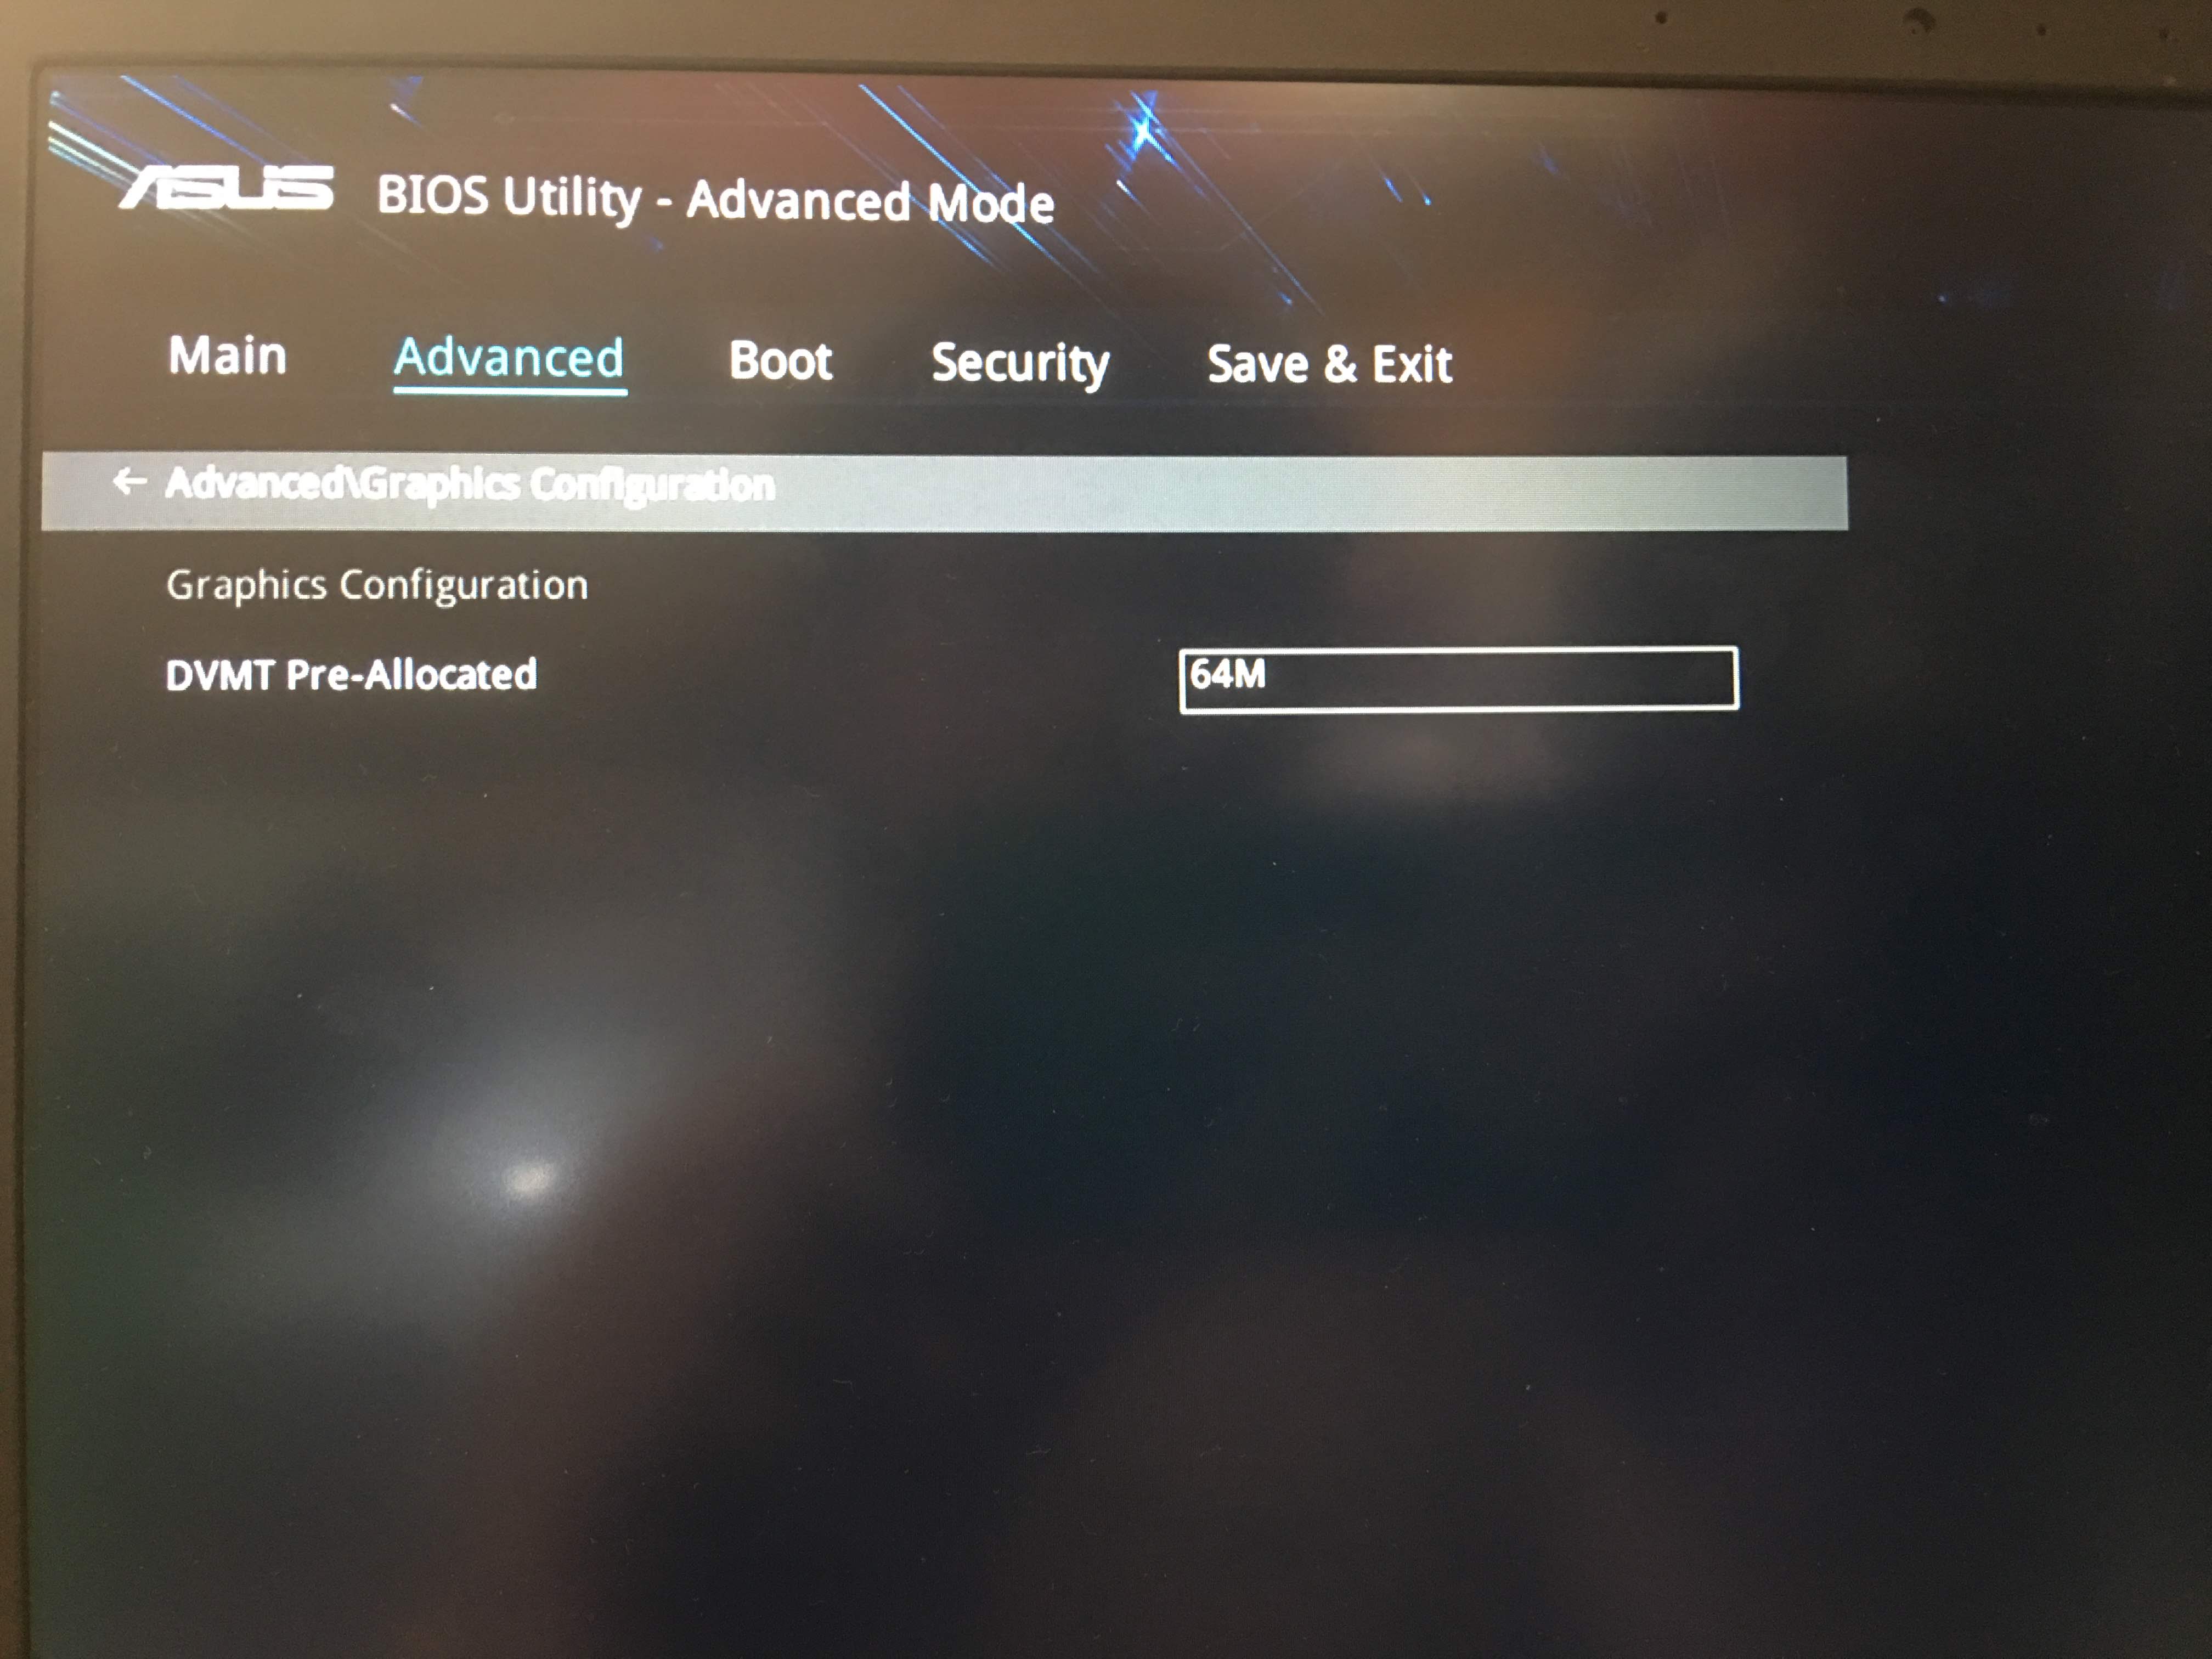 ASUS BIOS Utility - Advanced Mode
Main Advanced Boot Security Save & Exit
← Advanced\Graphics Configuration
Graphics Configuration
DVMT Pre-Allocated 64M